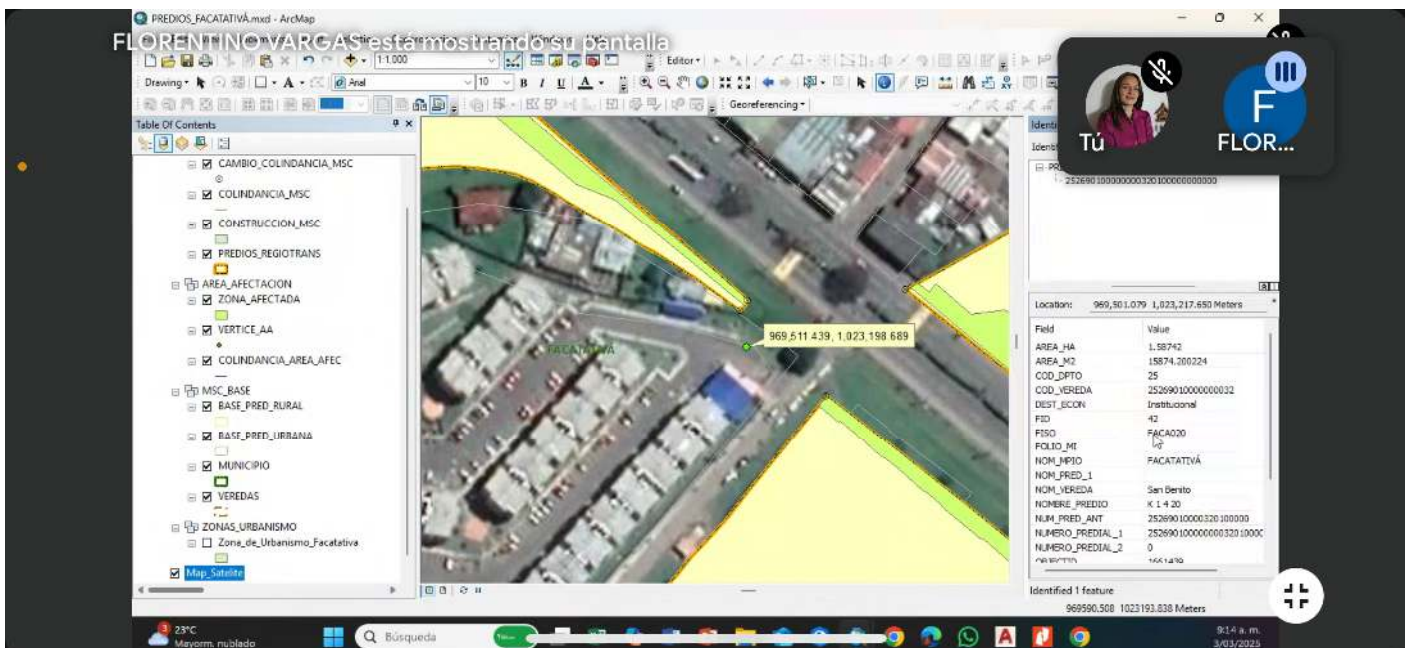 PREDIOS_FACATATIVÁ.mxd - ArcMap
FLORENTINO VARGAS está mostrando su pantalla
1:1.000
Editor
Drawing
Arial
10
B I U A
Georeferencing
Table Of Contents
CAMBIO_COLINDANCIA_MSC
COLINDANCIA_MSC
CONSTRUCCION_MSC
PREDIOS_REGIOTRANS
AREA_AFECTACION
ZONA_AFECTADA
VERTICE_AA
COLINDANCIA_AREA_AFEC
MSC_BASE
BASE_PRED_RURAL
BASE_PRED_URBANA
MUNICIPIO
VEREDAS
ZONAS_URBANISMO
Zona_de_Urbanismo_Facatativa
Map_Satelite
FACATATIVÁ
969,511.439, 1,023,198.689
Tú
F
FLOR...
Location: 969,501.079 1,023,217.650 Meters
Field Value
AREA_HA 1.58742
AREA_M2 15874.200224
COD_DPTO 25
COD_VEREDA 25269010000000032
DEST_ECON Institucional
FID 42
FISO FACA020
FOLIO_MI
NOM_MPIO FACATATIVÁ
NOM_PRED_1
NOM_VEREDA San Benito
NOMBRE_PREDIO K 1 4 20
NUM_PRED_ANT 25269010000320100000
NUMERO_PREDIAL_1
NUMERO_PREDIAL_2 0
OBJECTID 1661439
Identified 1 feature
969590.508 1023193.838 Meters
3
23°C
Mayorm. nublado
Búsqueda
9:14 a. m.
3/03/2025